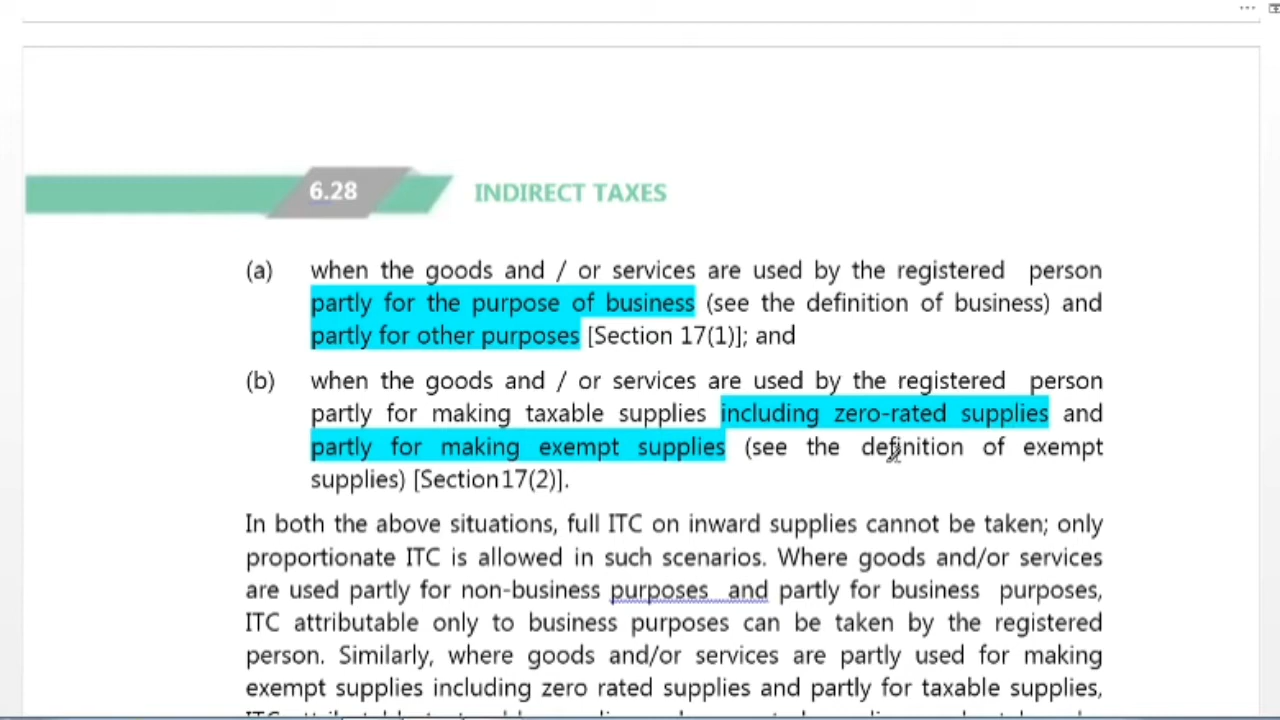 6.28 INDIRECT TAXES
(a) when the goods and / or services are used by the registered person
partly for the purpose of business (see the definition of business) and
partly for other purposes [Section 17(1)]; and
(b) when the goods and / or services are used by the registered person
partly for making taxable supplies including zero-rated supplies and
partly for making exempt supplies (see the definition of exempt
supplies) [Section17(2)].
In both the above situations, full ITC on inward supplies cannot be taken; only
proportionate ITC is allowed in such scenarios. Where goods and/or services
are used partly for non-business purposes and partly for business purposes,
ITC attributable only to business purposes can be taken by the registered
person. Similarly, where goods and/or services are partly used for making
exempt supplies including zero rated supplies and partly for taxable supplies,